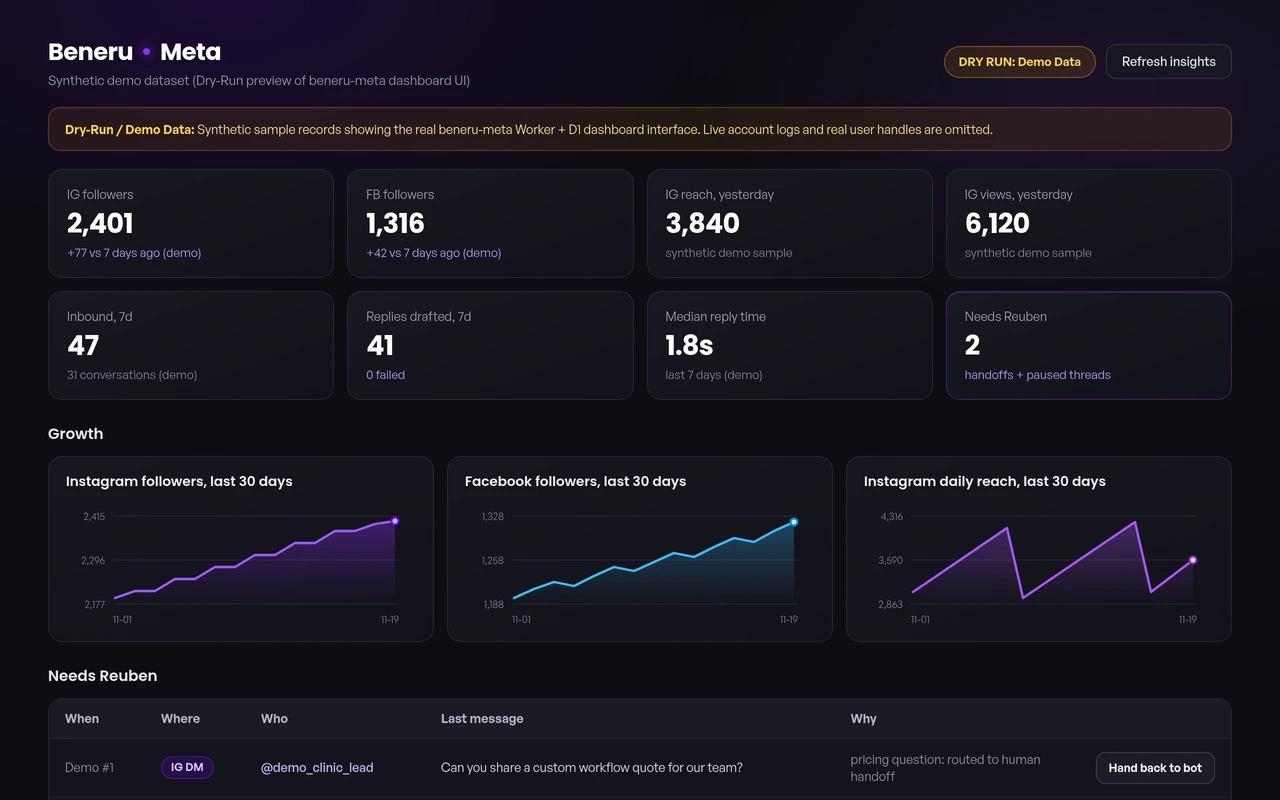 Beneru • Meta
Synthetic demo dataset (Dry-Run preview of beneru-meta dashboard UI)
DRY RUN: Demo Data
Refresh insights
Dry-Run / Demo Data: Synthetic sample records showing the real beneru-meta Worker + D1 dashboard interface. Live account logs and real user handles are omitted.
IG followers
2,401
+77 vs 7 days ago (demo)
FB followers
1,316
+42 vs 7 days ago (demo)
IG reach, yesterday
3,840
synthetic demo sample
IG views, yesterday
6,120
synthetic demo sample
Inbound, 7d
47
31 conversations (demo)
Replies drafted, 7d
41
0 failed
Median reply time
1.8s
last 7 days (demo)
Needs Reuben
2
handoffs + paused threads
Growth
Instagram followers, last 30 days
2,415
2,296
2,177
11-01
11-19
Facebook followers, last 30 days
1,328
1,258
1,188
11-01
11-19
Instagram daily reach, last 30 days
4,316
3,590
2,863
11-01
11-19
Needs Reuben
When
Where
Who
Last message
Why
Demo #1
IG DM
@demo_clinic_lead
Can you share a custom workflow quote for our team?
pricing question: routed to human
handoff
Hand back to bot